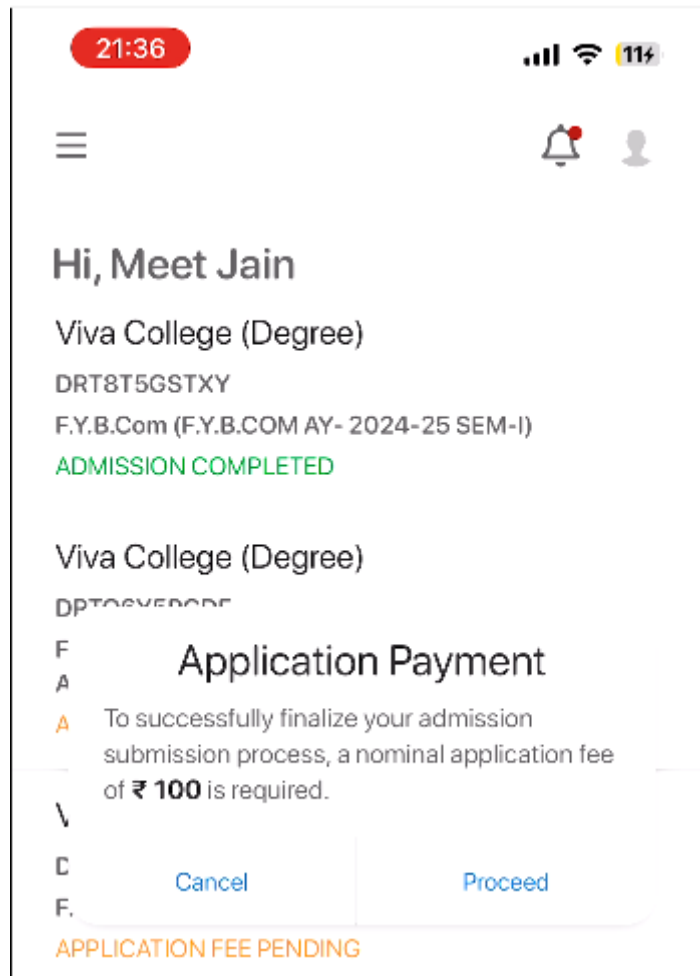 21:36
11
Hi, Meet Jain
Viva College (Degree)
DRT8T5GSTXY
F.Y.B.Com (F.Y.B.COM AY- 2024-25 SEM-I)
ADMISSION COMPLETED
Viva College (Degree)
Application Payment
To successfully finalize your admission
submission process, a nominal application fee
of ₹ 100 is required.
Cancel Proceed
F.
APPLICATION FEE PENDING